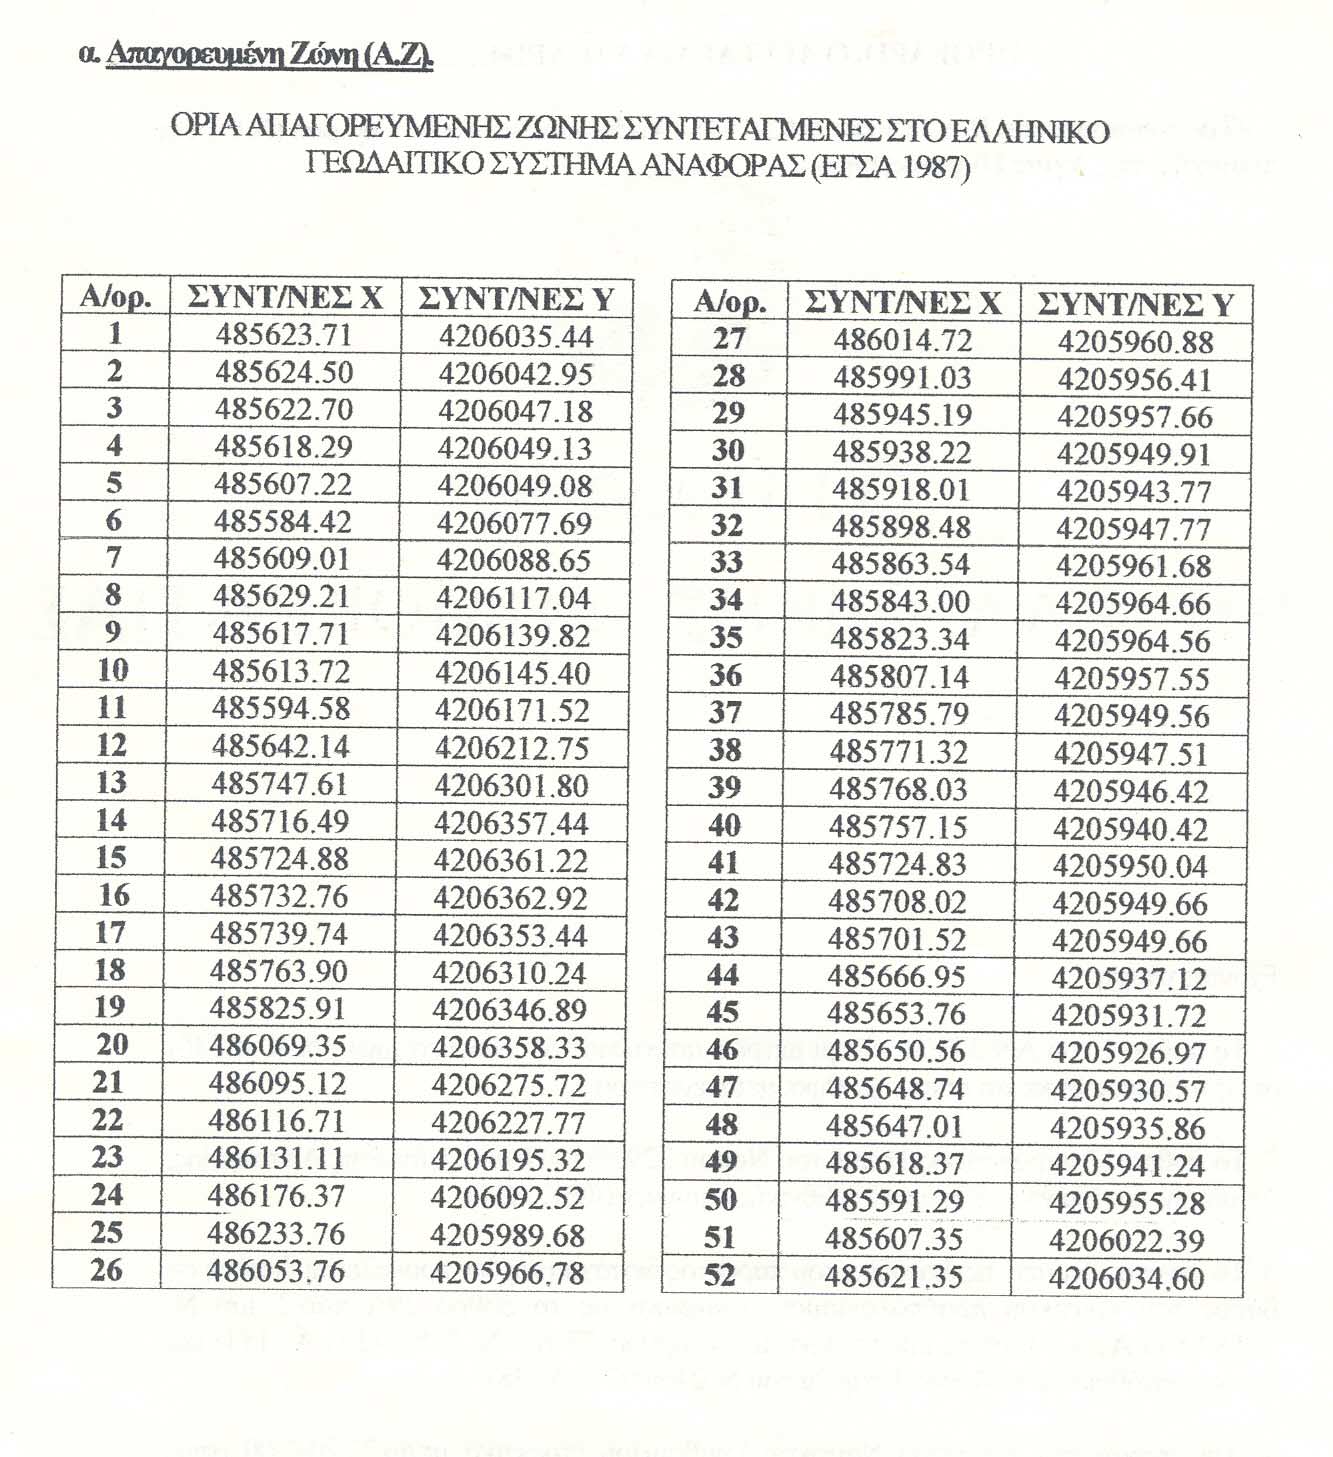 α. Απαγορευμένη Ζώνη (Α.Ζ).
ΟΡΙΑ ΑΠΑΓΟΡΕΥΜΕΝΗΣ ΖΩΝΗΣ ΣΥΝΤΕΤΑΓΜΕΝΕΣ ΣΤΟ ΕΛΛΗΝΙΚΟ
ΓΕΩΔΑΙΤΙΚΟ ΣΥΣΤΗΜΑ ΑΝΑΦΟΡΑΣ (ΕΓΣΑ 1987)
Α/ορ. ΣΥΝΤ/ΝΕΣ Χ ΣΥΝΤ/ΝΕΣ Υ
1 485623.71 4206035.44
2 485624.50 4206042.95
3 485622.70 4206047.18
4 485618.29 4206049.13
5 485607.22 4206049.08
6 485584.42 4206077.69
7 485609.01 4206088.65
8 485629.21 4206117.04
9 485617.71 4206139.82
10 485613.72 4206145.40
11 485594.58 4206171.52
12 485642.14 4206212.75
13 485747.61 4206301.80
14 485716.49 4206357.44
15 485724.88 4206361.22
16 485732.76 4206362.92
17 485739.74 4206353.44
18 485763.90 4206310.24
19 485825.91 4206346.89
20 486069.35 4206358.33
21 486095.12 4206275.72
22 486116.71 4206227.77
23 486131.11 4206195.32
24 486176.37 4206092.52
25 486233.76 4205989.68
26 486053.76 4205966.78
Α/ορ. ΣΥΝΤ/ΝΕΣ Χ ΣΥΝΤ/ΝΕΣ Υ
27 486014.72 4205960.88
28 485991.03 4205956.41
29 485945.19 4205957.66
30 485938.22 4205949.91
31 485918.01 4205943.77
32 485898.48 4205947.77
33 485863.54 4205961.68
34 485843.00 4205964.66
35 485823.34 4205964.56
36 485807.14 4205957.55
37 485785.79 4205949.56
38 485771.32 4205947.51
39 485768.03 4205946.42
40 485757.15 4205940.42
41 485724.83 4205950.04
42 485708.02 4205949.66
43 485701.52 4205949.66
44 485666.95 4205937.12
45 485653.76 4205931.72
46 485650.56 4205926.97
47 485648.74 4205930.57
48 485647.01 4205935.86
49 485618.37 4205941.24
50 485591.29 4205955.28
51 485607.35 4206022.39
52 485621.35 4206034.60